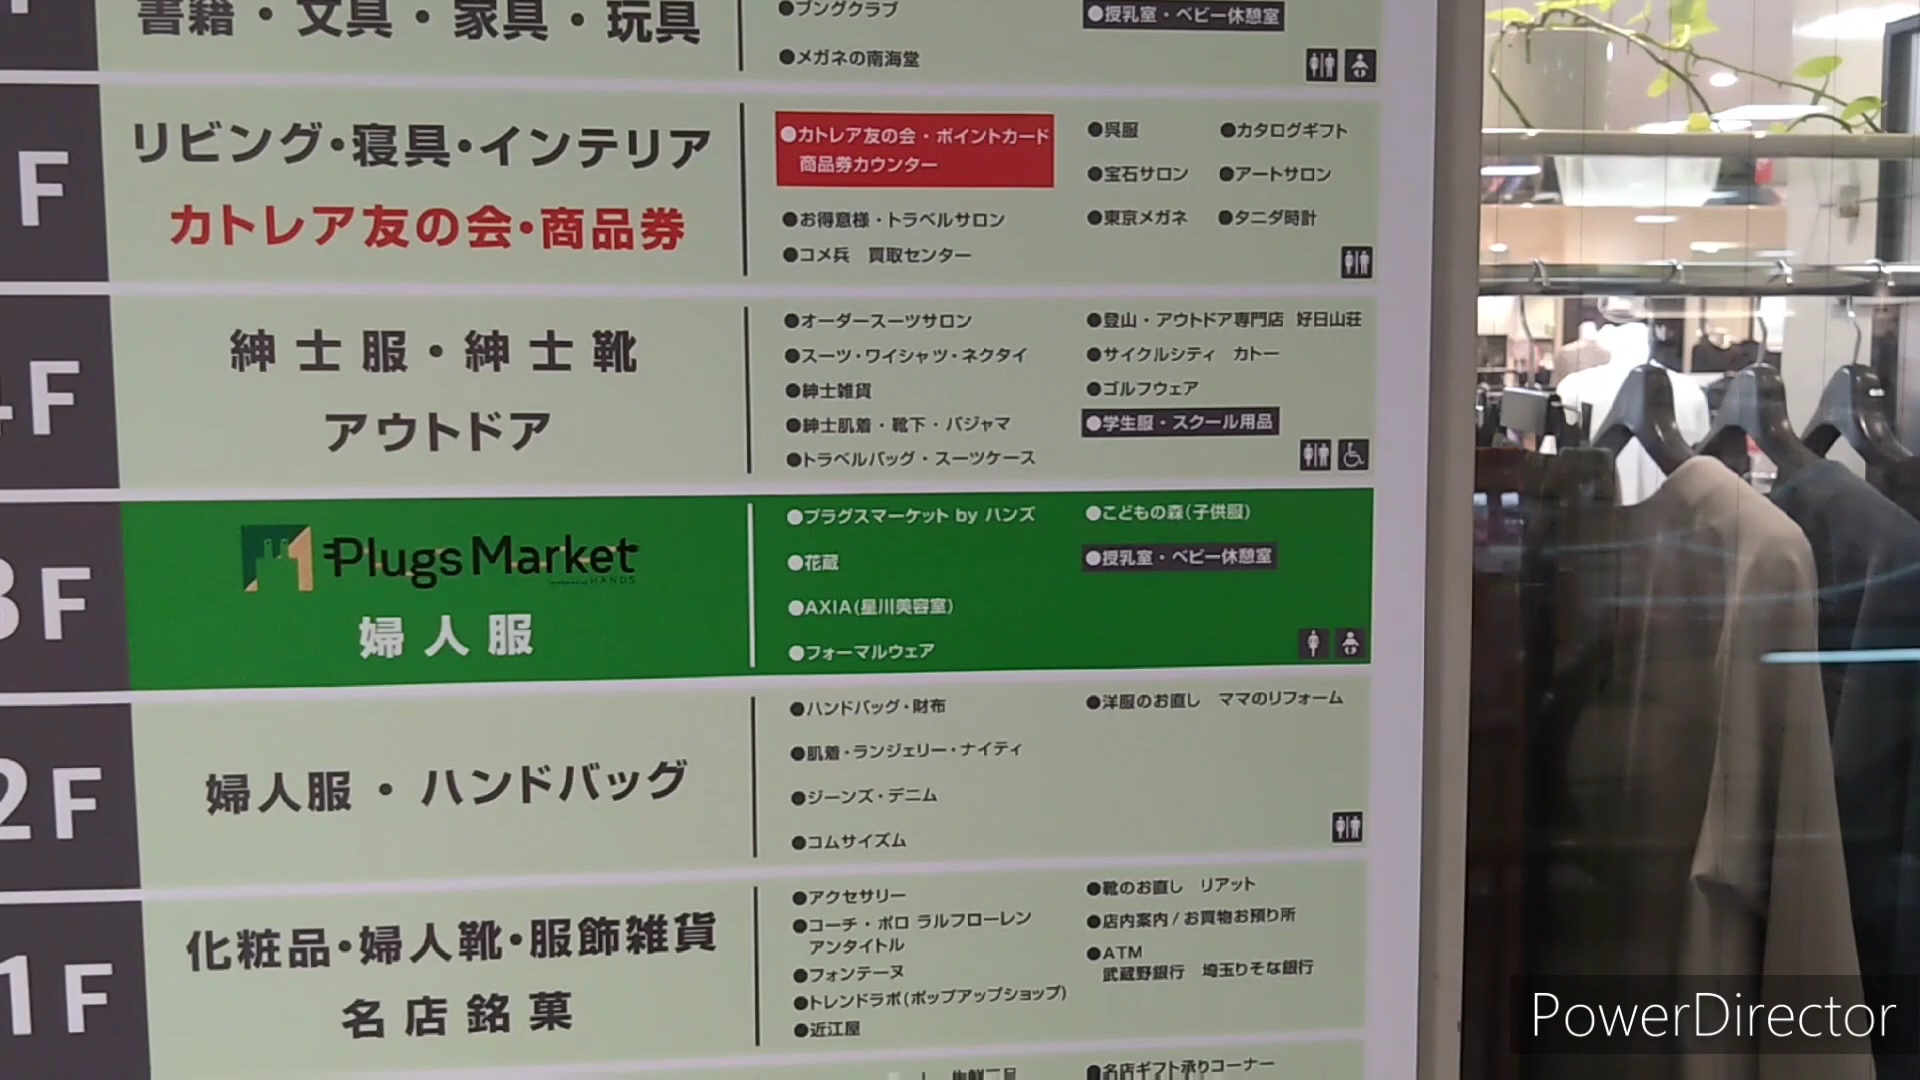 書籍・文具・家具・玩具
●ブングクラブ
●メガネの南海堂
●授乳室・ベビー休憩室
F
リビング・寝具・インテリア
カトレア友の会・商品券
●カトレア友の会・ポイントカード
商品券カウンター
●お得意様・トラベルサロン
●コメ兵 買取センター
●呉服
●カタログギフト
●宝石サロン
●アートサロン
●東京メガネ
●タニダ時計
4F
紳士服・紳士靴
アウトドア
●オーダースーツサロン
●スーツ・ワイシャツ・ネクタイ
●紳士雑貨
●紳士肌着・靴下・パジャマ
●トラベルバッグ・スーツケース
●登山・アウトドア専門店 好日山荘
●サイクルシティ カトー
●ゴルフウェア
●学生服・スクール用品
3F
Plugs Market
HANDS
婦人服
●プラグスマーケット by ハンズ
●花蔵
●AXIA(星川美容室)
●フォーマルウェア
●こどもの森(子供服)
●授乳室・ベビー休憩室
2F
婦人服・ハンドバッグ
●ハンドバッグ・財布
●肌着・ランジェリー・ナイティ
●ジーンズ・デニム
●コムサイズム
●洋服のお直し ママのリフォーム
1F
化粧品・婦人靴・服飾雑貨
名店銘菓
●アクセサリー
●コーチ・ポロ ラルフローレン
アンタイトル
●フォンテーヌ
●トレンドラボ(ポップアップショップ)
●近江屋
●靴のお直し リアット
●店内案内/お買物お預り所
●ATM
武蔵野銀行 埼玉りそな銀行
●名店ギフト承りコーナー
PowerDirector